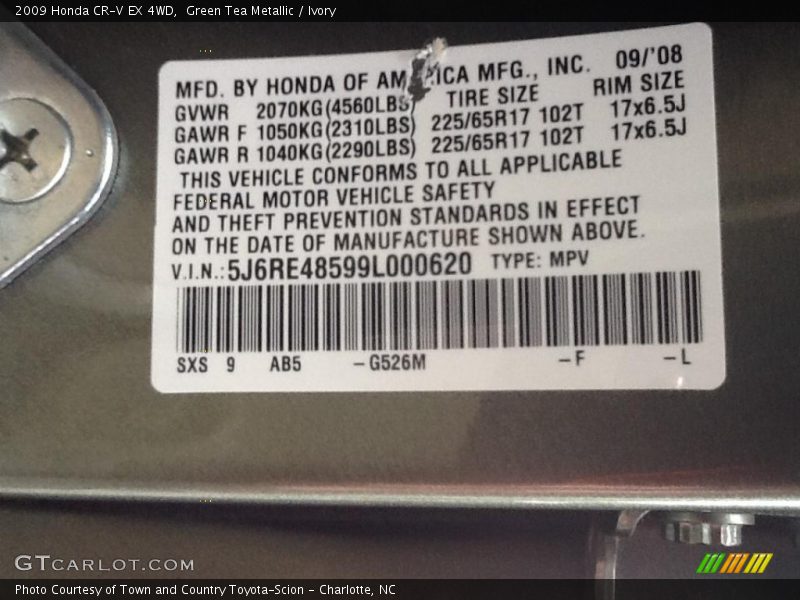 2009 Honda CR-V EX 4WD, Green Tea Metallic / Ivory
MFD. BY HONDA OF AMERICA MFG., INC. 09/'08
GVWR 2070KG(4560LBS) TIRE SIZE RIM SIZE
GAWR F 1050KG(2310LBS) 225/65R17 102T 17x6.5J
GAWR R 1040KG(2290LBS) 225/65R17 102T 17x6.5J
THIS VEHICLE CONFORMS TO ALL APPLICABLE
FEDERAL MOTOR VEHICLE SAFETY
AND THEFT PREVENTION STANDARDS IN EFFECT
ON THE DATE OF MANUFACTURE SHOWN ABOVE.
V.I.N.:5J6RE48599L000620 TYPE: MPV
SXS 9 AB5 -G526M -F -L
GTCARLOT.COM
Photo Courtesy of Town and Country Toyota-Scion - Charlotte, NC